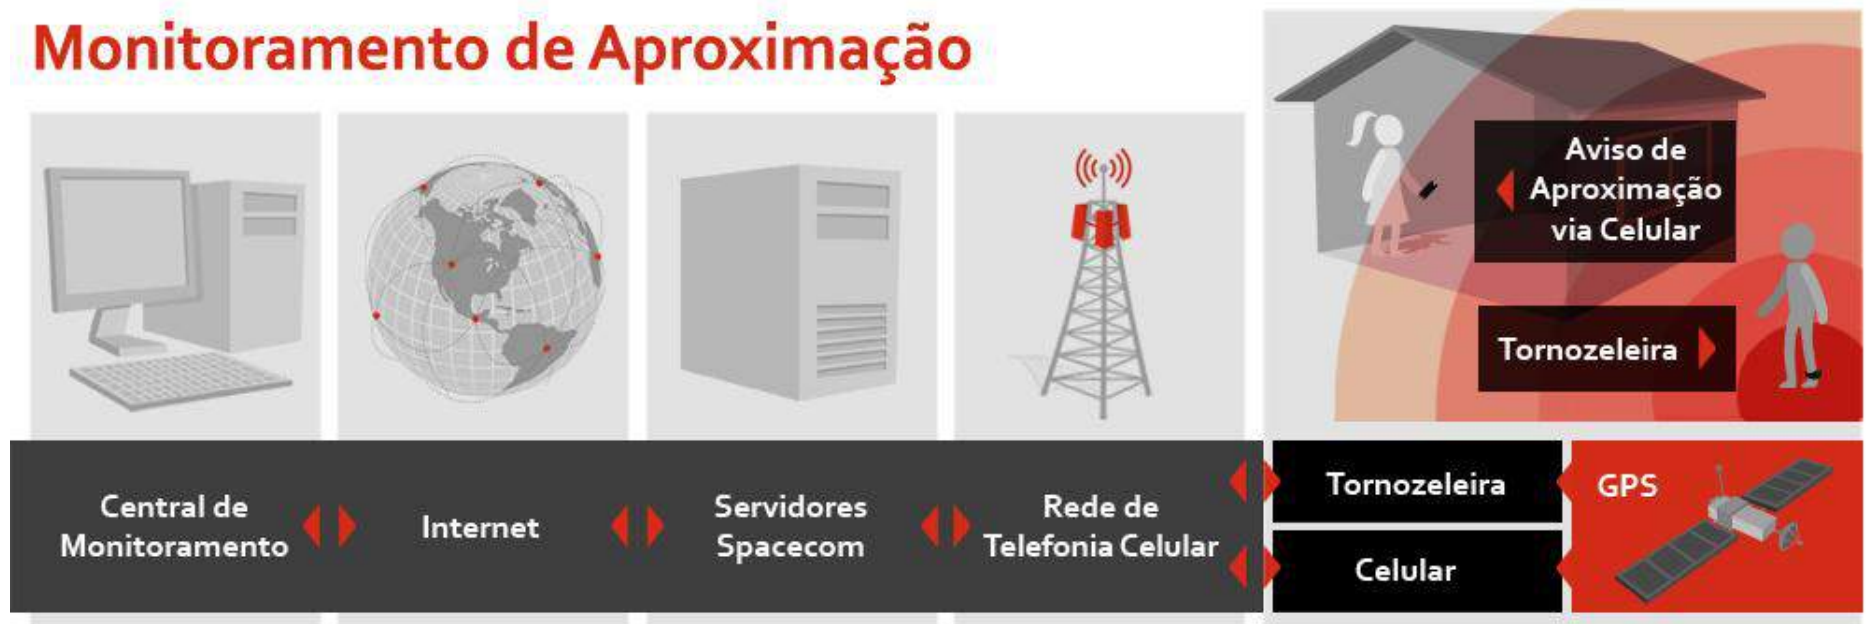 Monitoramento de Aproximação
Aviso de
Aproximação
via Celular
Tornozeleira
Central de
Monitoramento
Internet
Servidores
Spacecom
Rede de
Telefonia Celular
Tornozeleira
Celular
GPS